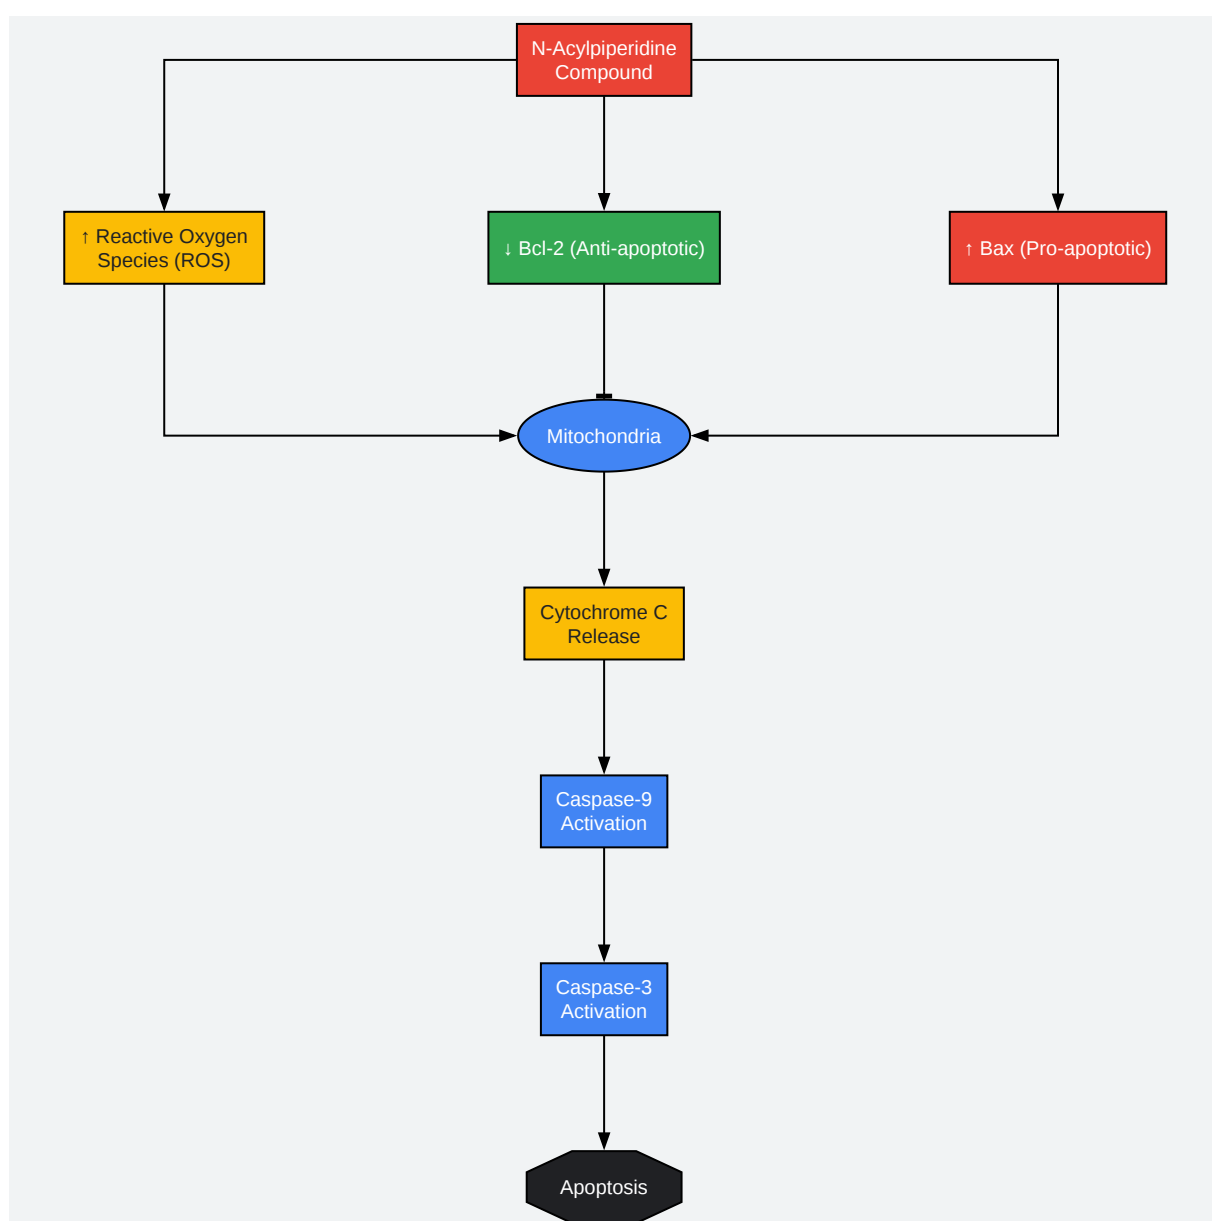 N-Acylpiperidine
Compound
↑ Reactive Oxygen
Species (ROS)
↓ Bcl-2 (Anti-apoptotic)
↑ Bax (Pro-apoptotic)
Mitochondria
Cytochrome C
Release
Caspase-9
Activation
Caspase-3
Activation
Apoptosis